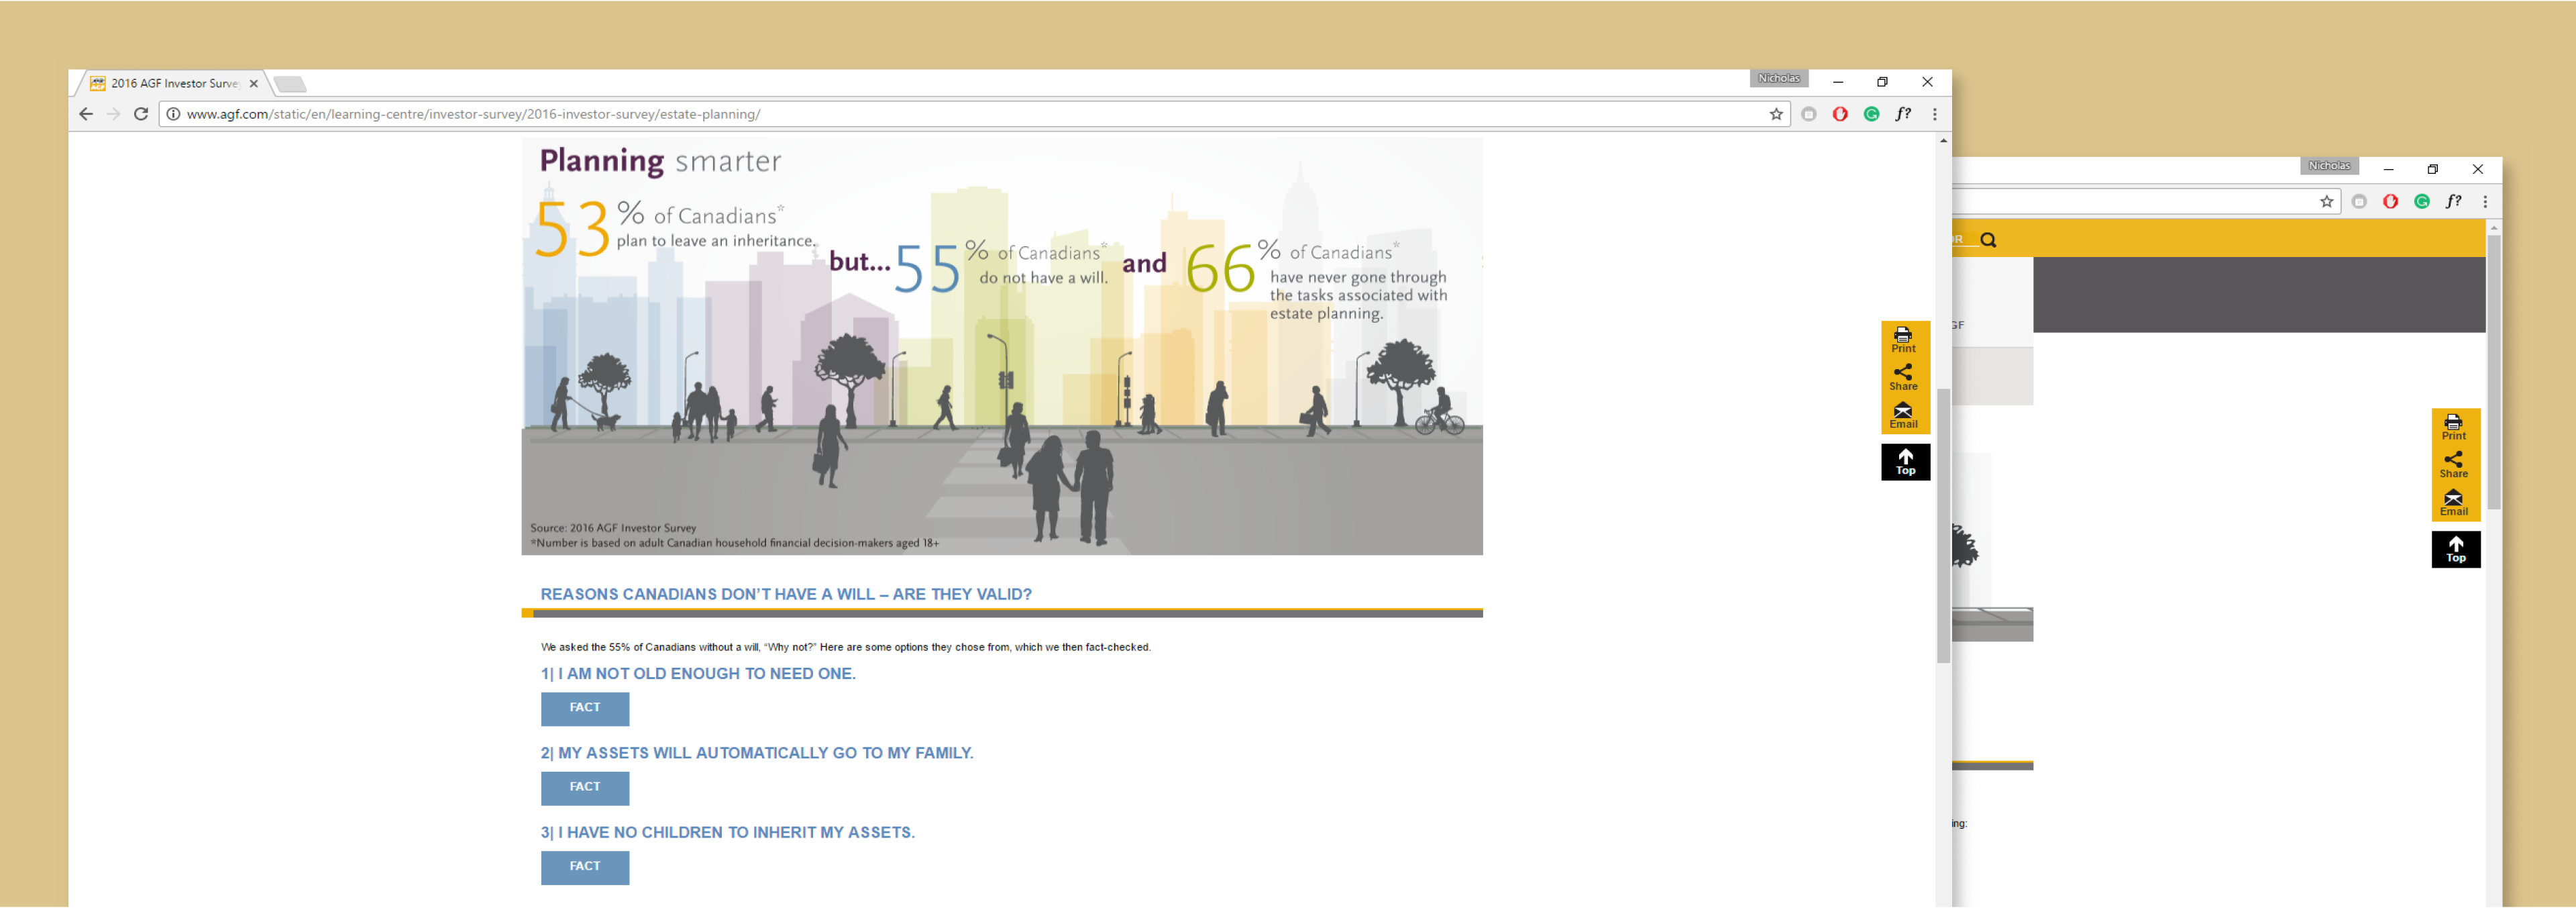 2016 AGF Investor Surve
Nicholas
www.agf.com/static/en/learning-centre/investor-survey/2016-investor-survey/estate-planning/
f?
Planning smarter
53% of Canadians*
plan to leave an inheritance.
but... 55% of Canadians*
do not have a will.
and 66% of Canadians*
have never gone through
the tasks associated with
estate planning.
Source: 2016 AGF Investor Survey
*Number is based on adult Canadian household financial decision-makers aged 18+
Print
Share
Email
Top
REASONS CANADIANS DON'T HAVE A WILL – ARE THEY VALID?
We asked the 55% of Canadians without a will, "Why not?" Here are some options they chose from, which we then fact-checked.
1| I AM NOT OLD ENOUGH TO NEED ONE.
FACT
2| MY ASSETS WILL AUTOMATICALLY GO TO MY FAMILY.
FACT
3| I HAVE NO CHILDREN TO INHERIT MY ASSETS.
FACT
Nicholas
f?
OR
GF
Print
Share
Email
Top
ing: